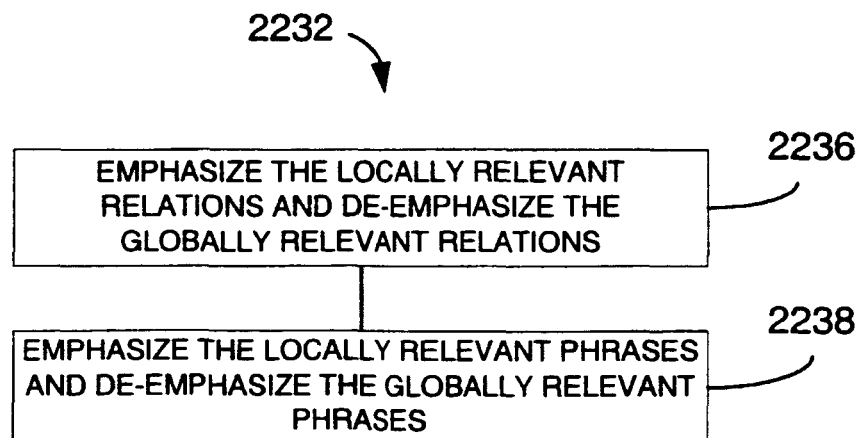 2232
2236
EMPHASIZE THE LOCALLY RELEVANT
RELATIONS AND DE-EMPHASIZE THE
GLOBALLY RELEVANT RELATIONS
2238
EMPHASIZE THE LOCALLY RELEVANT PHRASES
AND DE-EMPHASIZE THE GLOBALLY RELEVANT
PHRASES